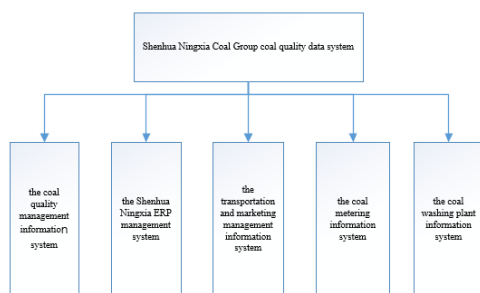 Shenhua Ningxia Coal Group coal quality data system
the coal
quality
management
information
system
the Shenhua
Ningxia ERP
management
system
the
transportation
and marketing
management
information
system
the coal
metering
information
system
the coal
washing plant
information
system